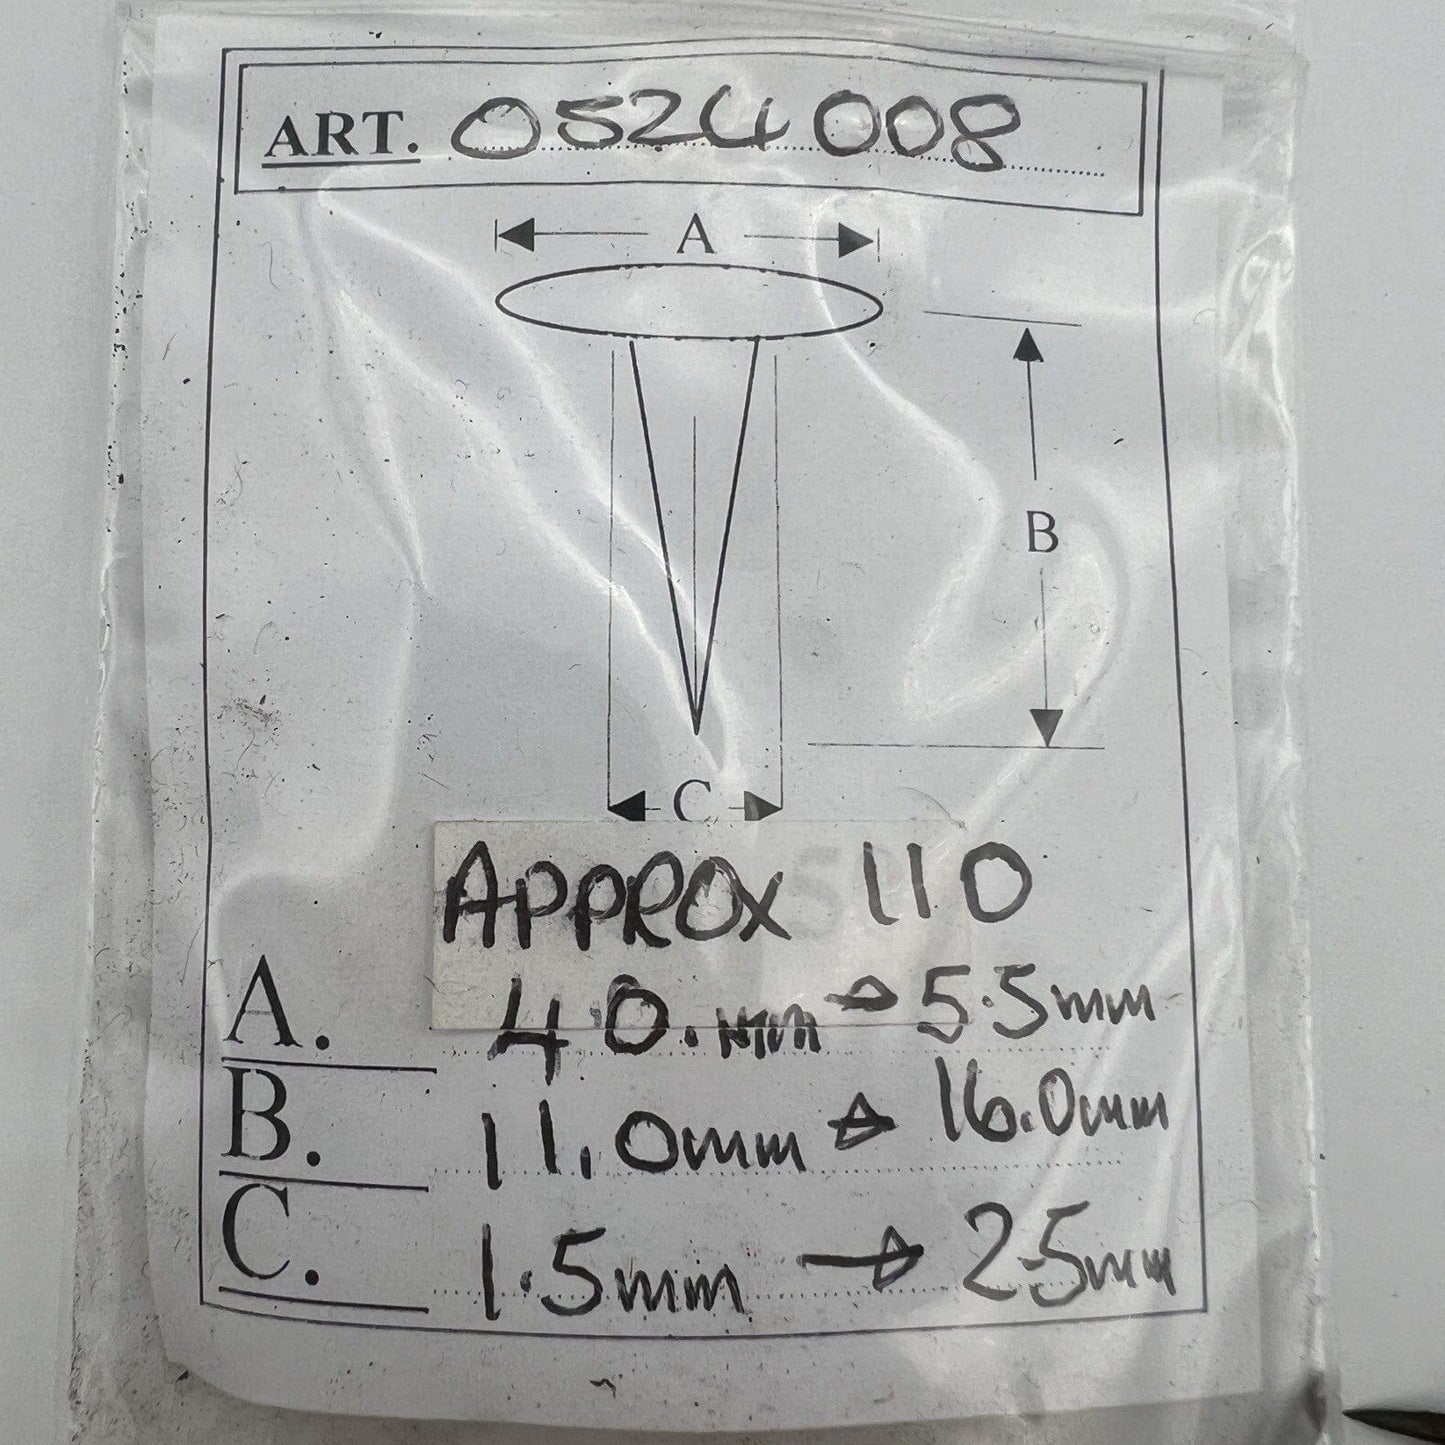 ART. 0524008
A
B
C
APPROX 110
A. 4.0.mm → 5.5mm
B. 11.0mm → 16.0mm
C. 1.5mm → 2.5mm